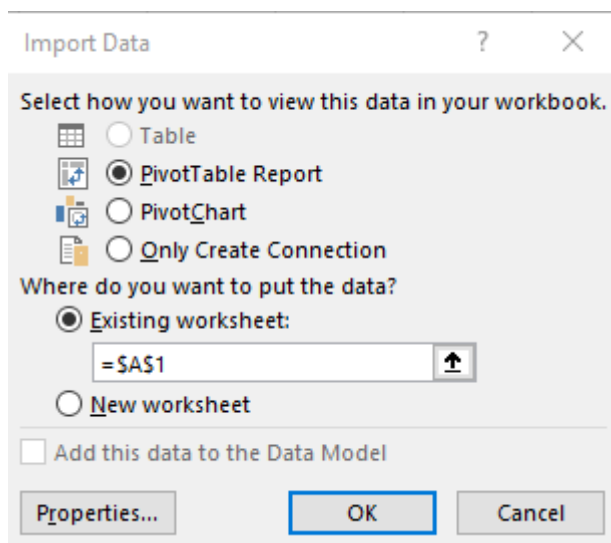 Import Data ? ×
Select how you want to view this data in your workbook.
Table
PivotTable Report
PivotChart
Only Create Connection
Where do you want to put the data?
Existing worksheet:
=$A$1
New worksheet
Add this data to the Data Model
Properties... OK Cancel